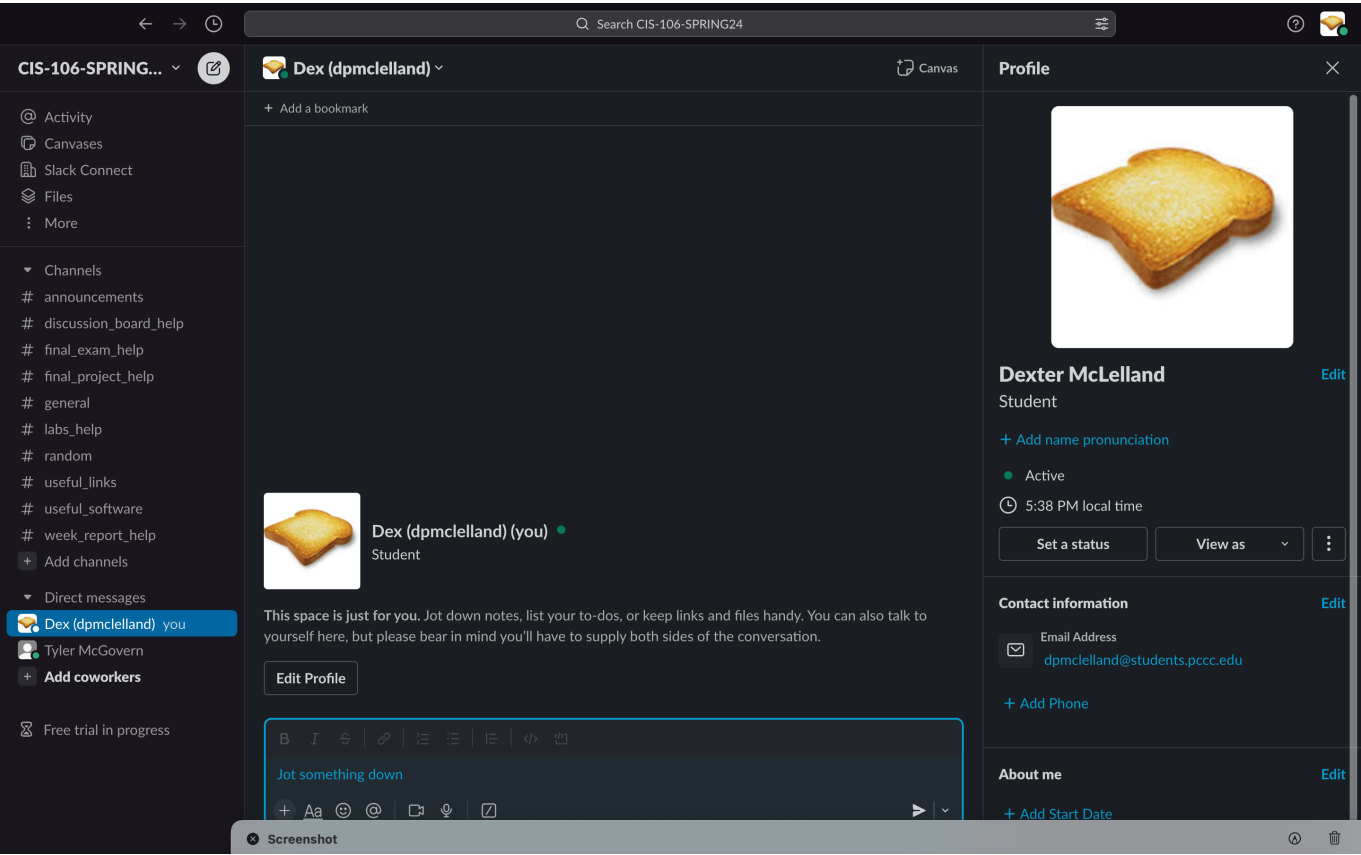 Search CIS-106-SPRING24
CIS-106-SPRING...
Activity
Canvases
Slack Connect
Files
More
Channels
# announcements
# discussion_board_help
# final_exam_help
# final_project_help
# general
# labs_help
# random
# useful_links
# useful_software
# week_report_help
+ Add channels
Direct messages
Dex (dpmclelland) you
Tyler McGovern
+ Add coworkers
Free trial in progress
Dex (dpmclelland)
Canvas
+ Add a bookmark
Dex (dpmclelland) (you)
Student
This space is just for you. Jot down notes, list your to-dos, or keep links and files handy. You can also talk to
yourself here, but please bear in mind you'll have to supply both sides of the conversation.
Edit Profile
B I S
Jot something down
+ Aa @
Profile
Dexter McLelland Edit
Student
+ Add name pronunciation
Active
5:38 PM local time
Set a status View as
Contact information Edit
Email Address
dpmclelland@students.pccc.edu
+ Add Phone
About me Edit
+ Add Start Date
Screenshot